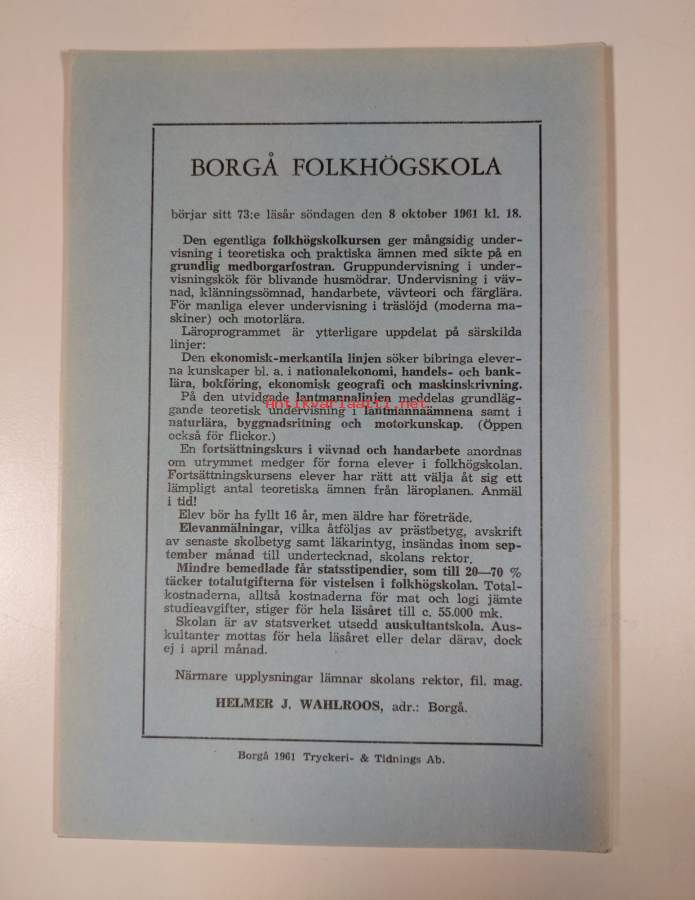 BORGÅ FOLKHÖGSKOLA
börjar sitt 73:e läsår söndagen den 8 oktober 1961 kl. 18.
Den egentliga folkhögskolkursen ger mångsidig under-
visning i teoretiska och praktiska ämnen med sikte på en
grundlig medborgarfostran. Gruppundervisning i under-
visningskök för blivande husmödrar. Undervisning i väv-
nad, klänningssömnad, handarbete, vävteori och färglära.
För manliga elever undervisning i träslöjd (moderna ma-
skiner) och motorlära.
Läroprogrammet är ytterligare uppdelat på särskilda
linjer:
Den ekonomisk-merkantila linjen söker bibringa elever-
na kunskaper bl. a. i nationalekonomi, handels- och bank-
lära, bokföring, ekonomisk geografi och maskinskrivning.
På den utvidgade lantmannalinjen meddelas grundläg-
gande teoretisk undervisning i lantmannaämnena samt i
naturlära, byggnadsritning och motorkunskap. (Öppen
också för flickor.)
En fortsättningskurs i vävnad och handarbete anordnas
om utrymmet medger för forna elever i folkhögskolan.
Fortsättningskursens elever har rätt att välja åt sig ett
lämpligt antal teoretiska ämnen från läroplanen. Anmäl
i tid!
Elev bör ha fyllt 16 år, men äldre har företräde.
Elevanmälningar, vilka åtföljas av prästbetyg, avskrift
av senaste skolbetyg samt läkarintyg, insändas inom sep-
tember månad till undertecknad, skolans rektor.
Mindre bemedlade får statsstipendier, som till 20—70 %
täcker totalutgifterna för vistelsen i folkhögskolan. Total-
kostnaderna, alltså kostnaderna för mat och logi jämte
studieavgifter, stiger för hela läsåret till c. 55.000 mk.
Skolan är av statsverket utsedd auskultantskola. Aus-
kultanter mottas för hela läsåret eller delar därav, dock
ej i april månad.
Närmare upplysningar lämnar skolans rektor, fil. mag.
HELMER J. WAHLROOS, adr.: Borgå.
Borgå 1961 Tryckeri- & Tidnings Ab.